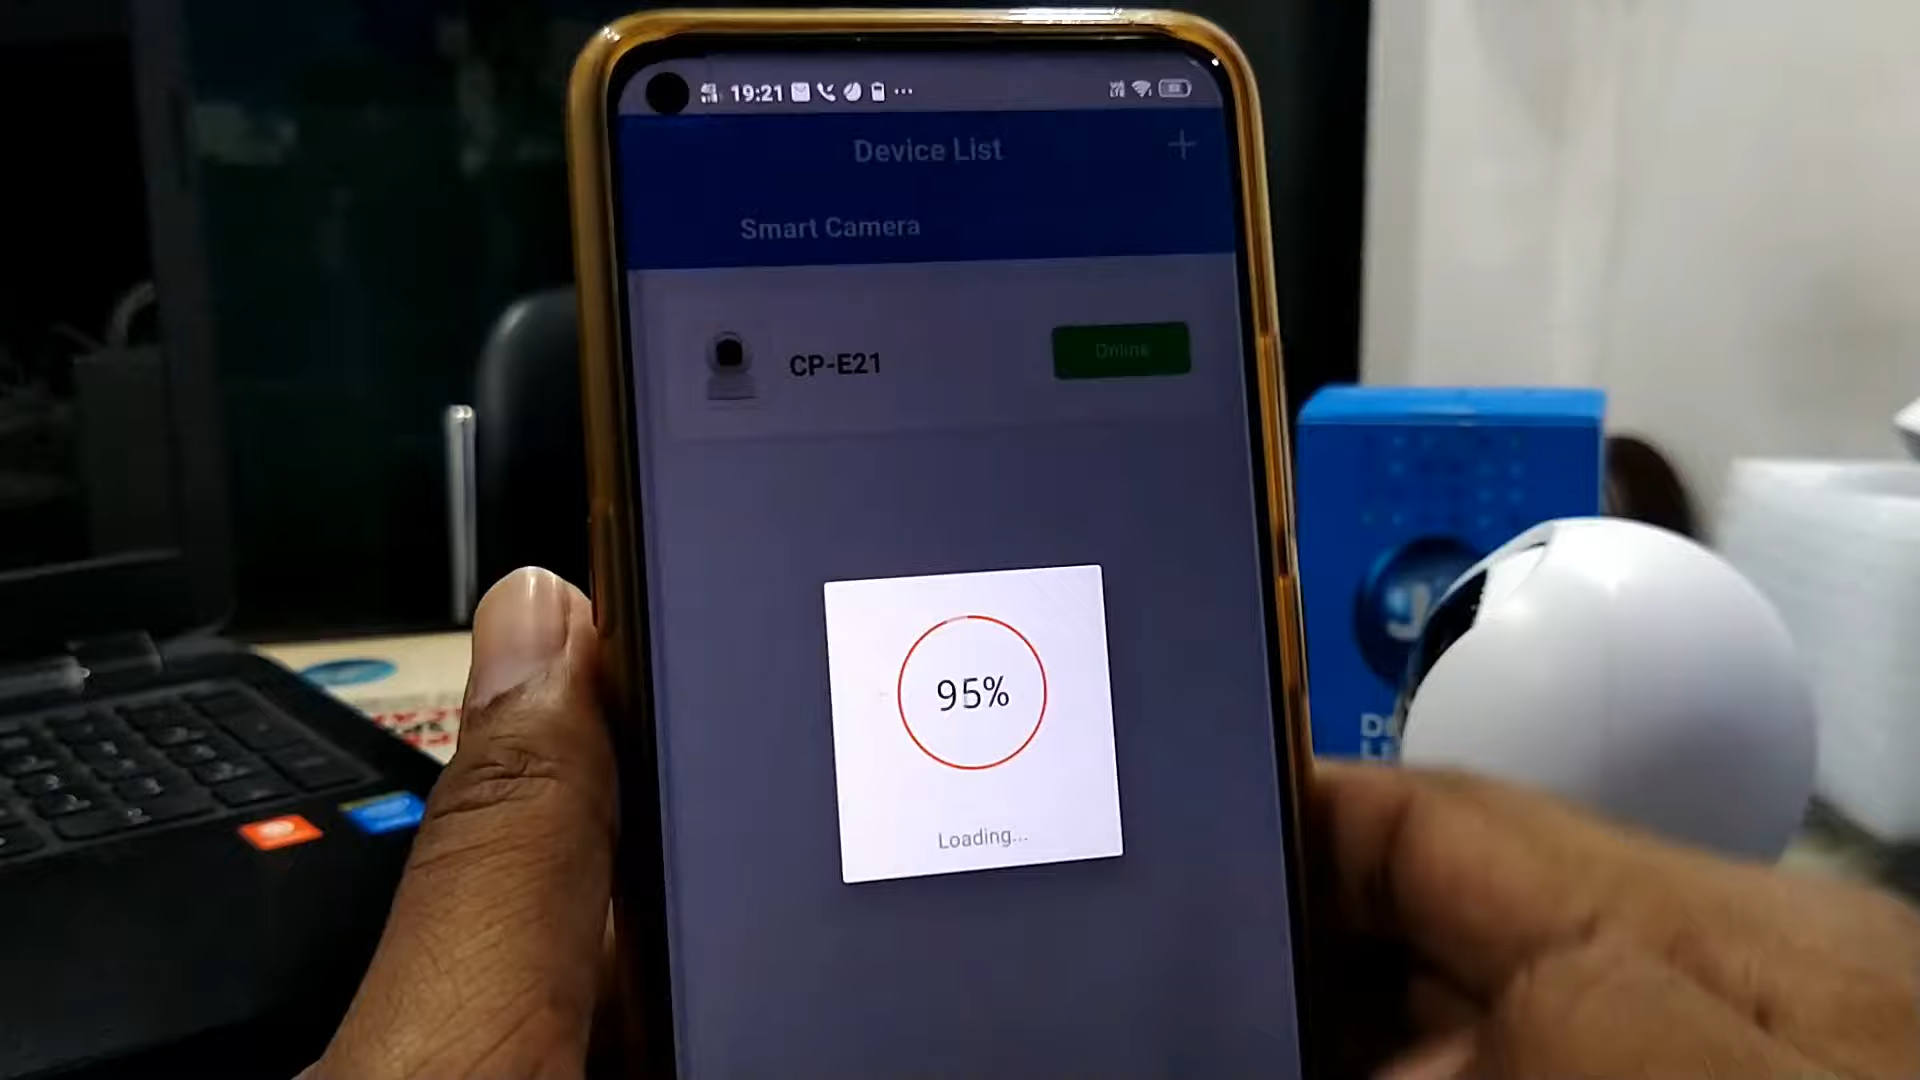 19:21
Device List
Smart Camera
CP-E21
Online
95%
Loading...